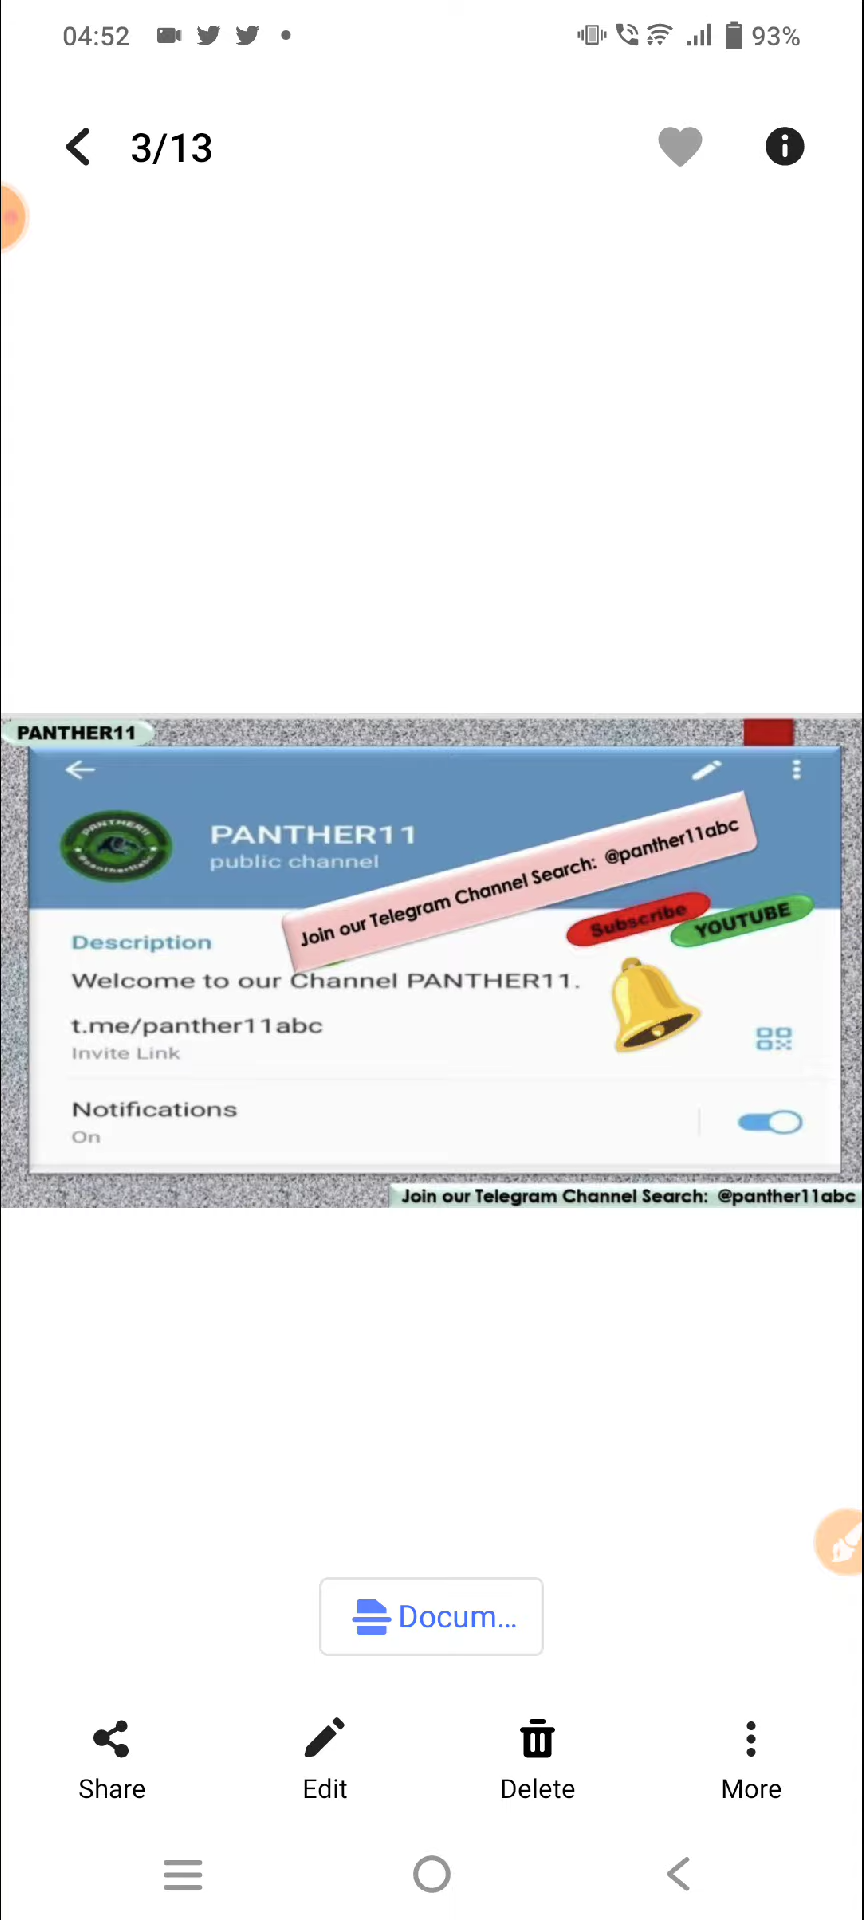 04:52
93%
3/13
PANTHER11
PANTHER11
public channel
PANTHER11
Join our Telegram Channel Search: @panther11abc
Subscribe
YOUTUBE
Description
Welcome to our Channel PANTHER11.
t.me/panther11abc
Invite Link
Notifications
On
Join our Telegram Channel Search: @panther11abc
Docum...
Share
Edit
Delete
More